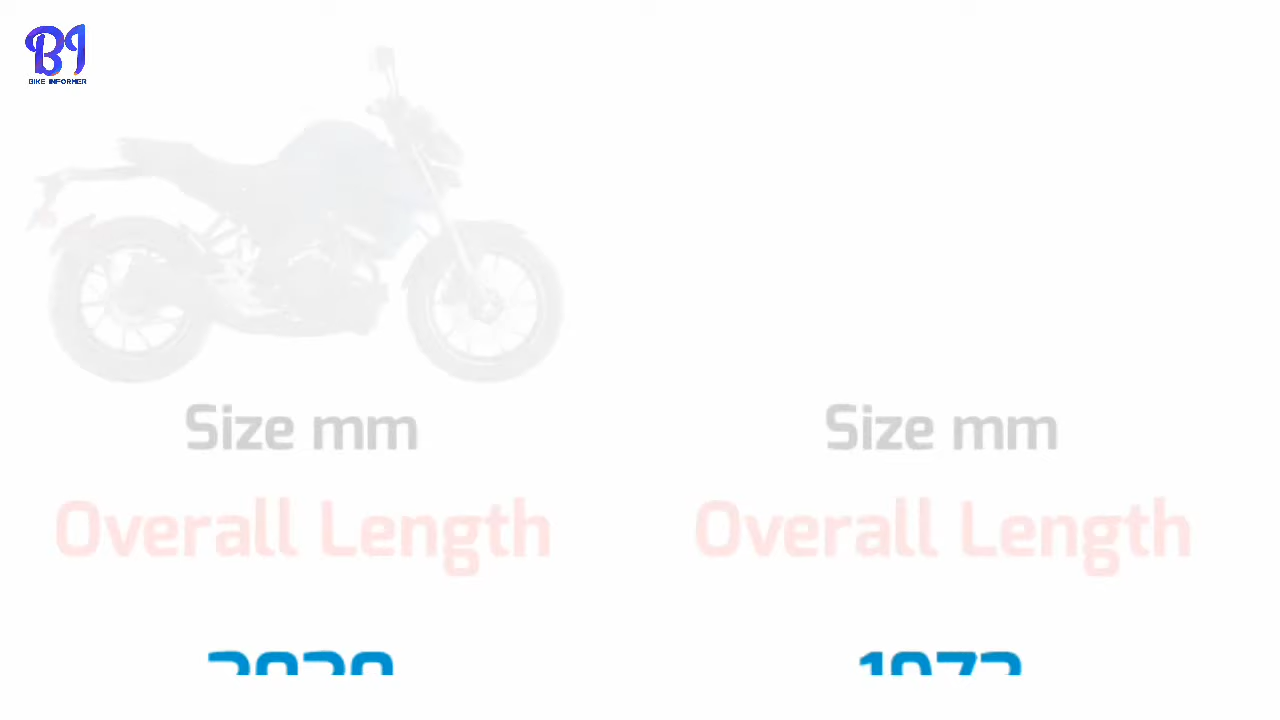 BI
BIKE INFORMER
Size mm
Size mm
Overall Length
Overall Length